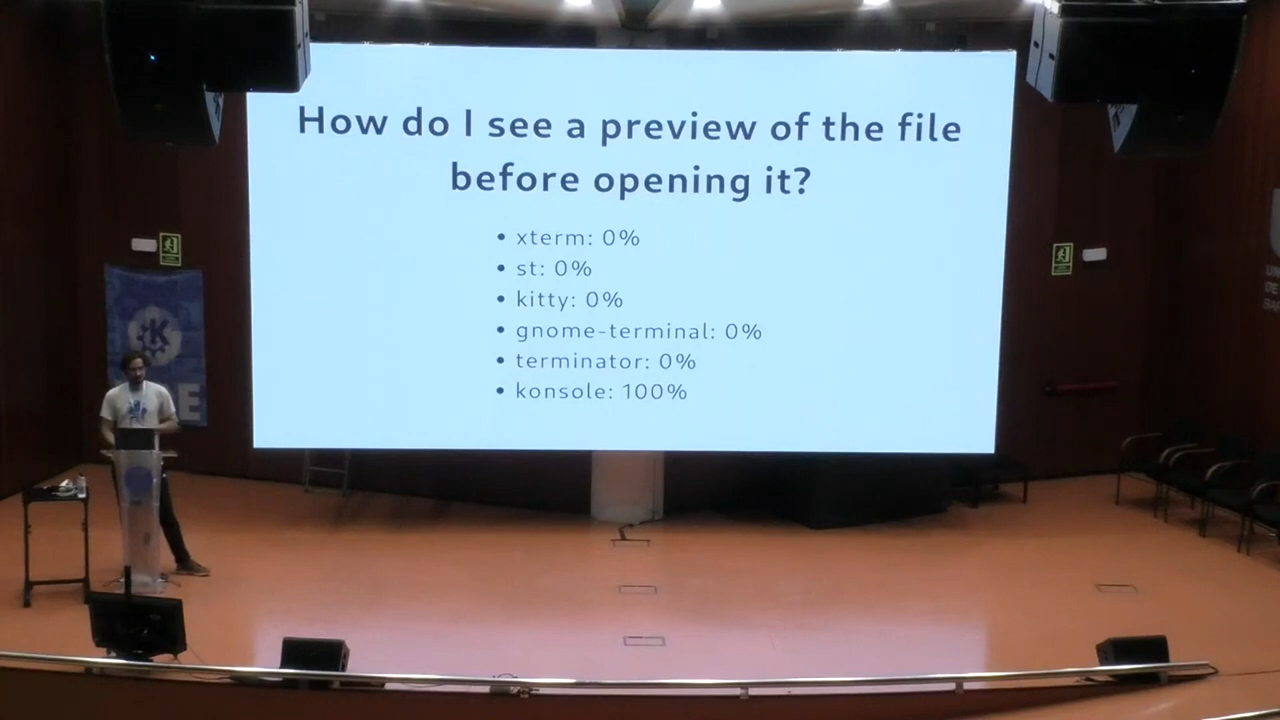 How do I see a preview of the file
before opening it?
• xterm: 0%
• st: 0%
• kitty: 0%
• gnome-terminal: 0%
• terminator: 0%
• konsole: 100%
K
E